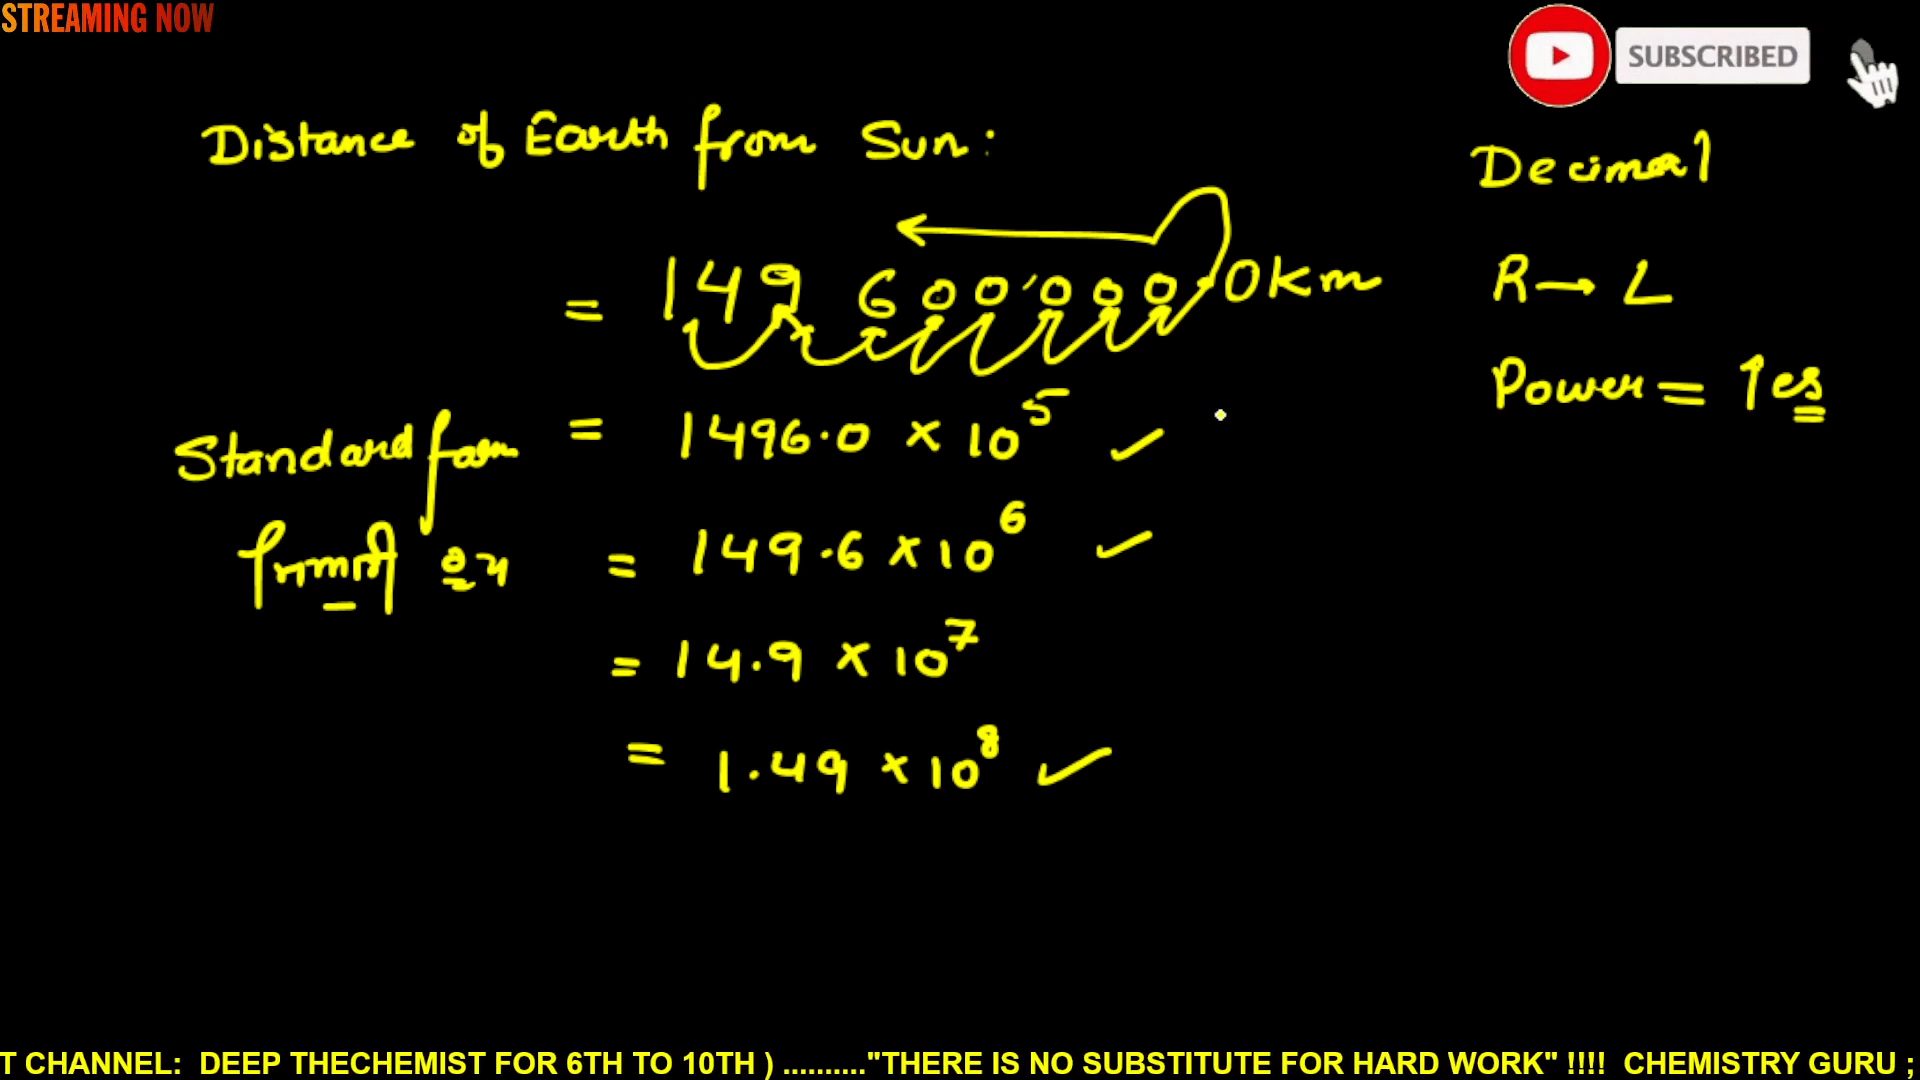 STREAMING NOW
SUBSCRIBED
Distance of Earth from Sun:
Decimal
= 149 600,000.0km
R → L
Power = ↑es
Standard form = 1496.0 × 10⁵ ✓
= 149.6 × 10⁶ ✓
= 14.9 × 10⁷
= 1.49 × 10⁸ ✓
T CHANNEL: DEEP THECHEMIST FOR 6TH TO 10TH ) .........."THERE IS NO SUBSTITUTE FOR HARD WORK" !!!! CHEMISTRY GURU ;